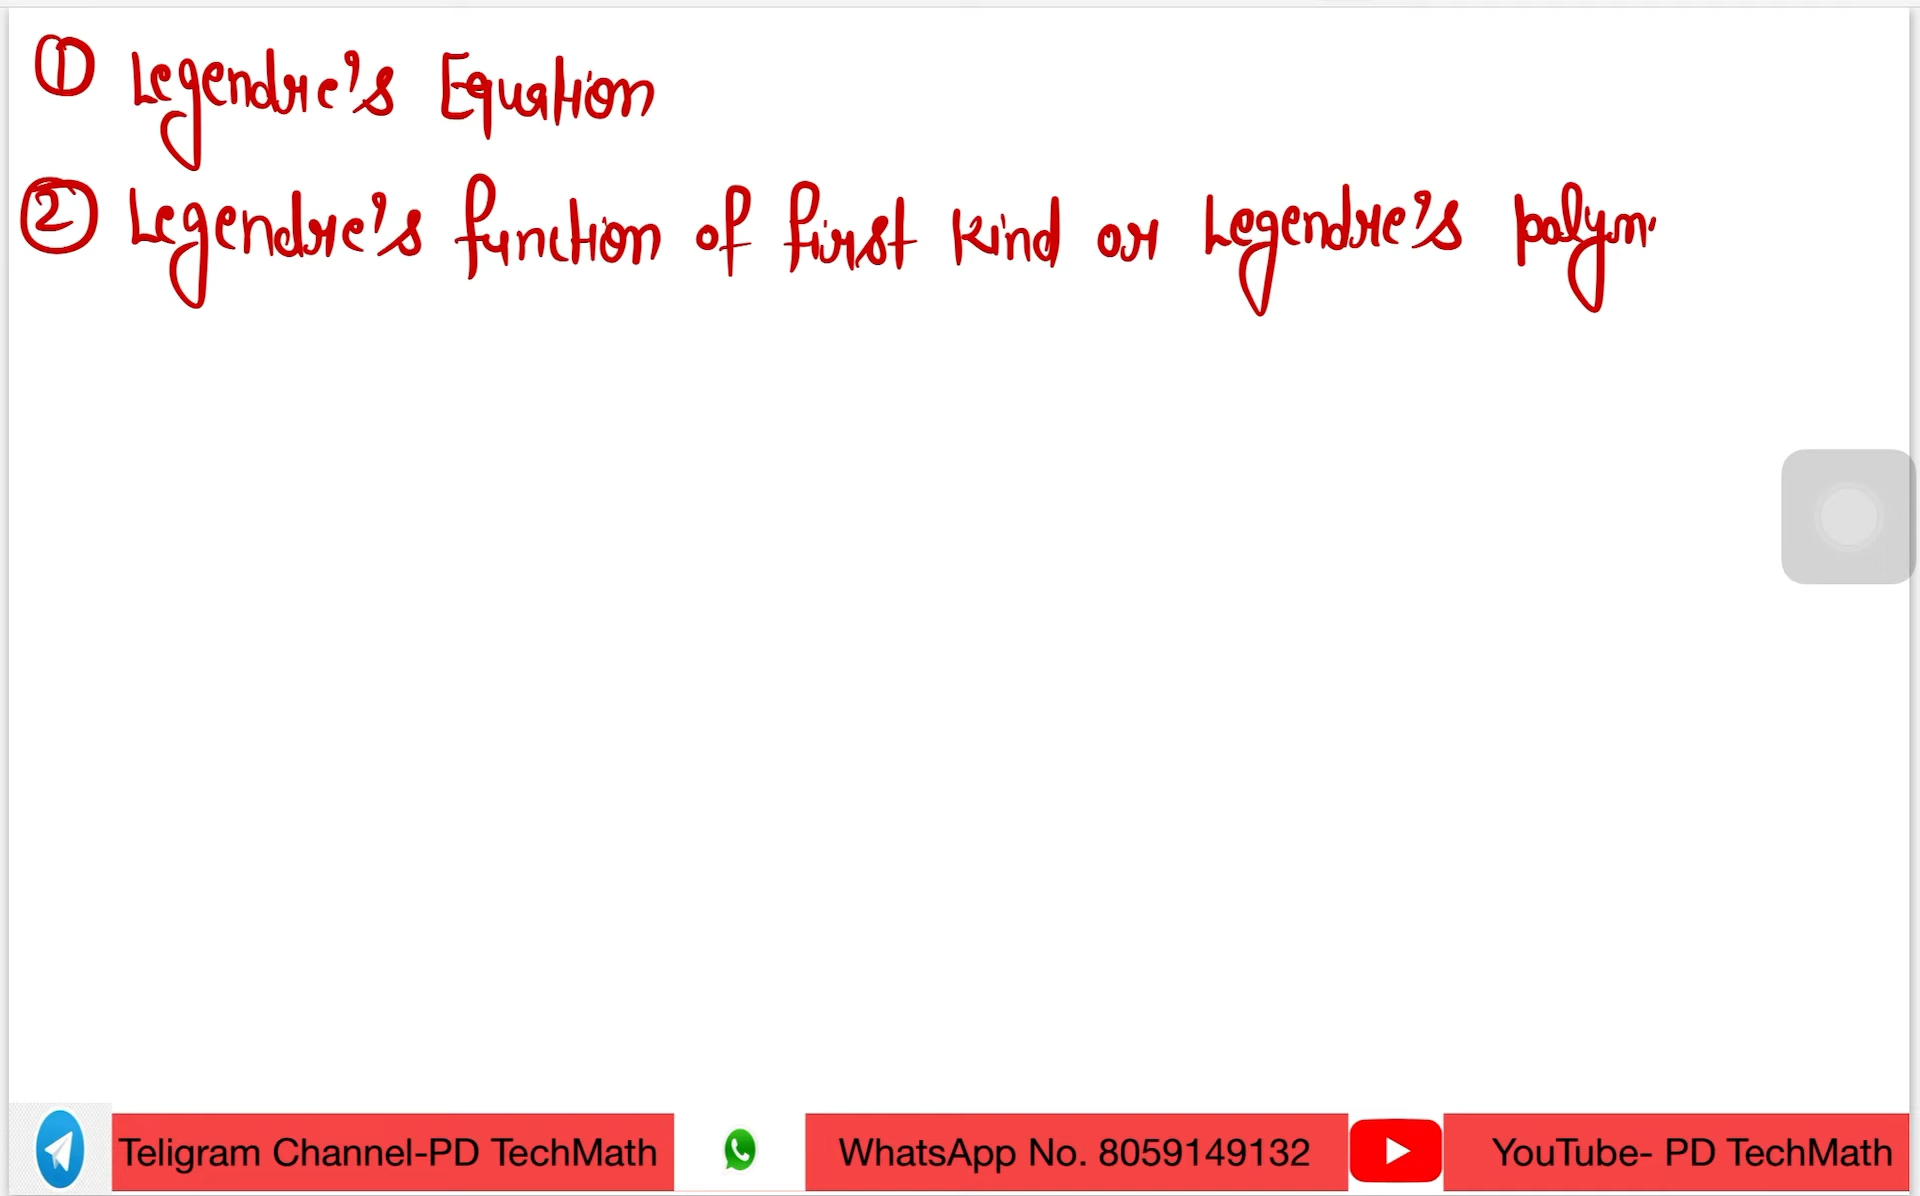 ① Legendre's Equation
② Legendre's function of first kind or Legendre's polyn
Teligram Channel-PD TechMath
WhatsApp No. 8059149132
YouTube- PD TechMath